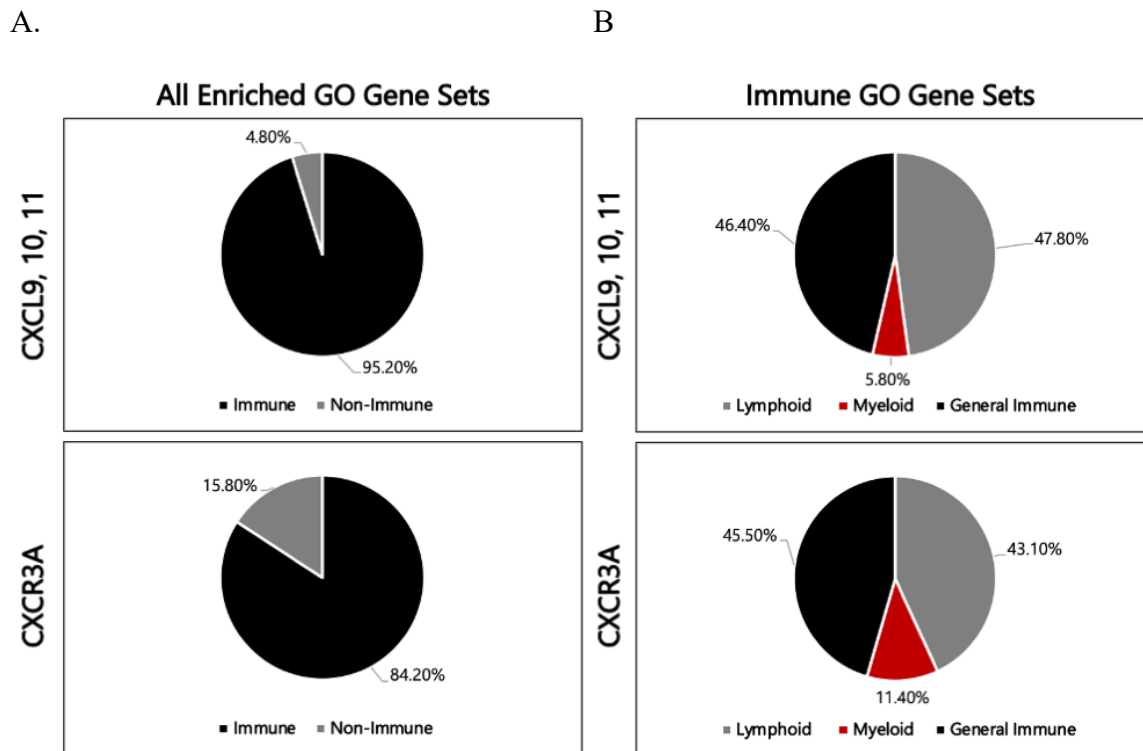 A.
B
All Enriched GO Gene Sets
CXCL9, 10, 11
4.80%
95.20%
Immune Non-Immune
CXCR3A
15.80%
84.20%
Immune Non-Immune
Immune GO Gene Sets
CXCL9, 10, 11
46.40%
47.80%
5.80%
Lymphoid Myeloid General Immune
CXCR3A
45.50%
43.10%
11.40%
Lymphoid Myeloid General Immune